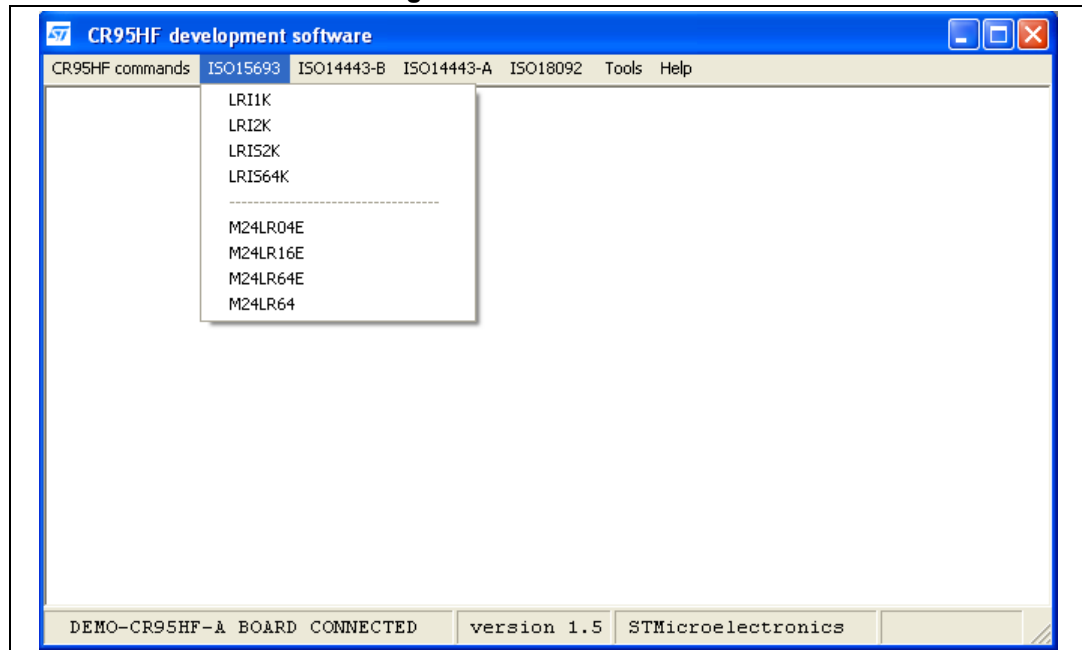 CR95HF development software
CR95HF commands ISO15693 ISO14443-B ISO14443-A ISO18092 Tools Help
LRI1K
LRI2K
LRIS2K
LRIS64K
----------------------------------
M24LR04E
M24LR16E
M24LR64E
M24LR64
DEMO-CR95HF-A BOARD CONNECTED version 1.5 STMicroelectronics